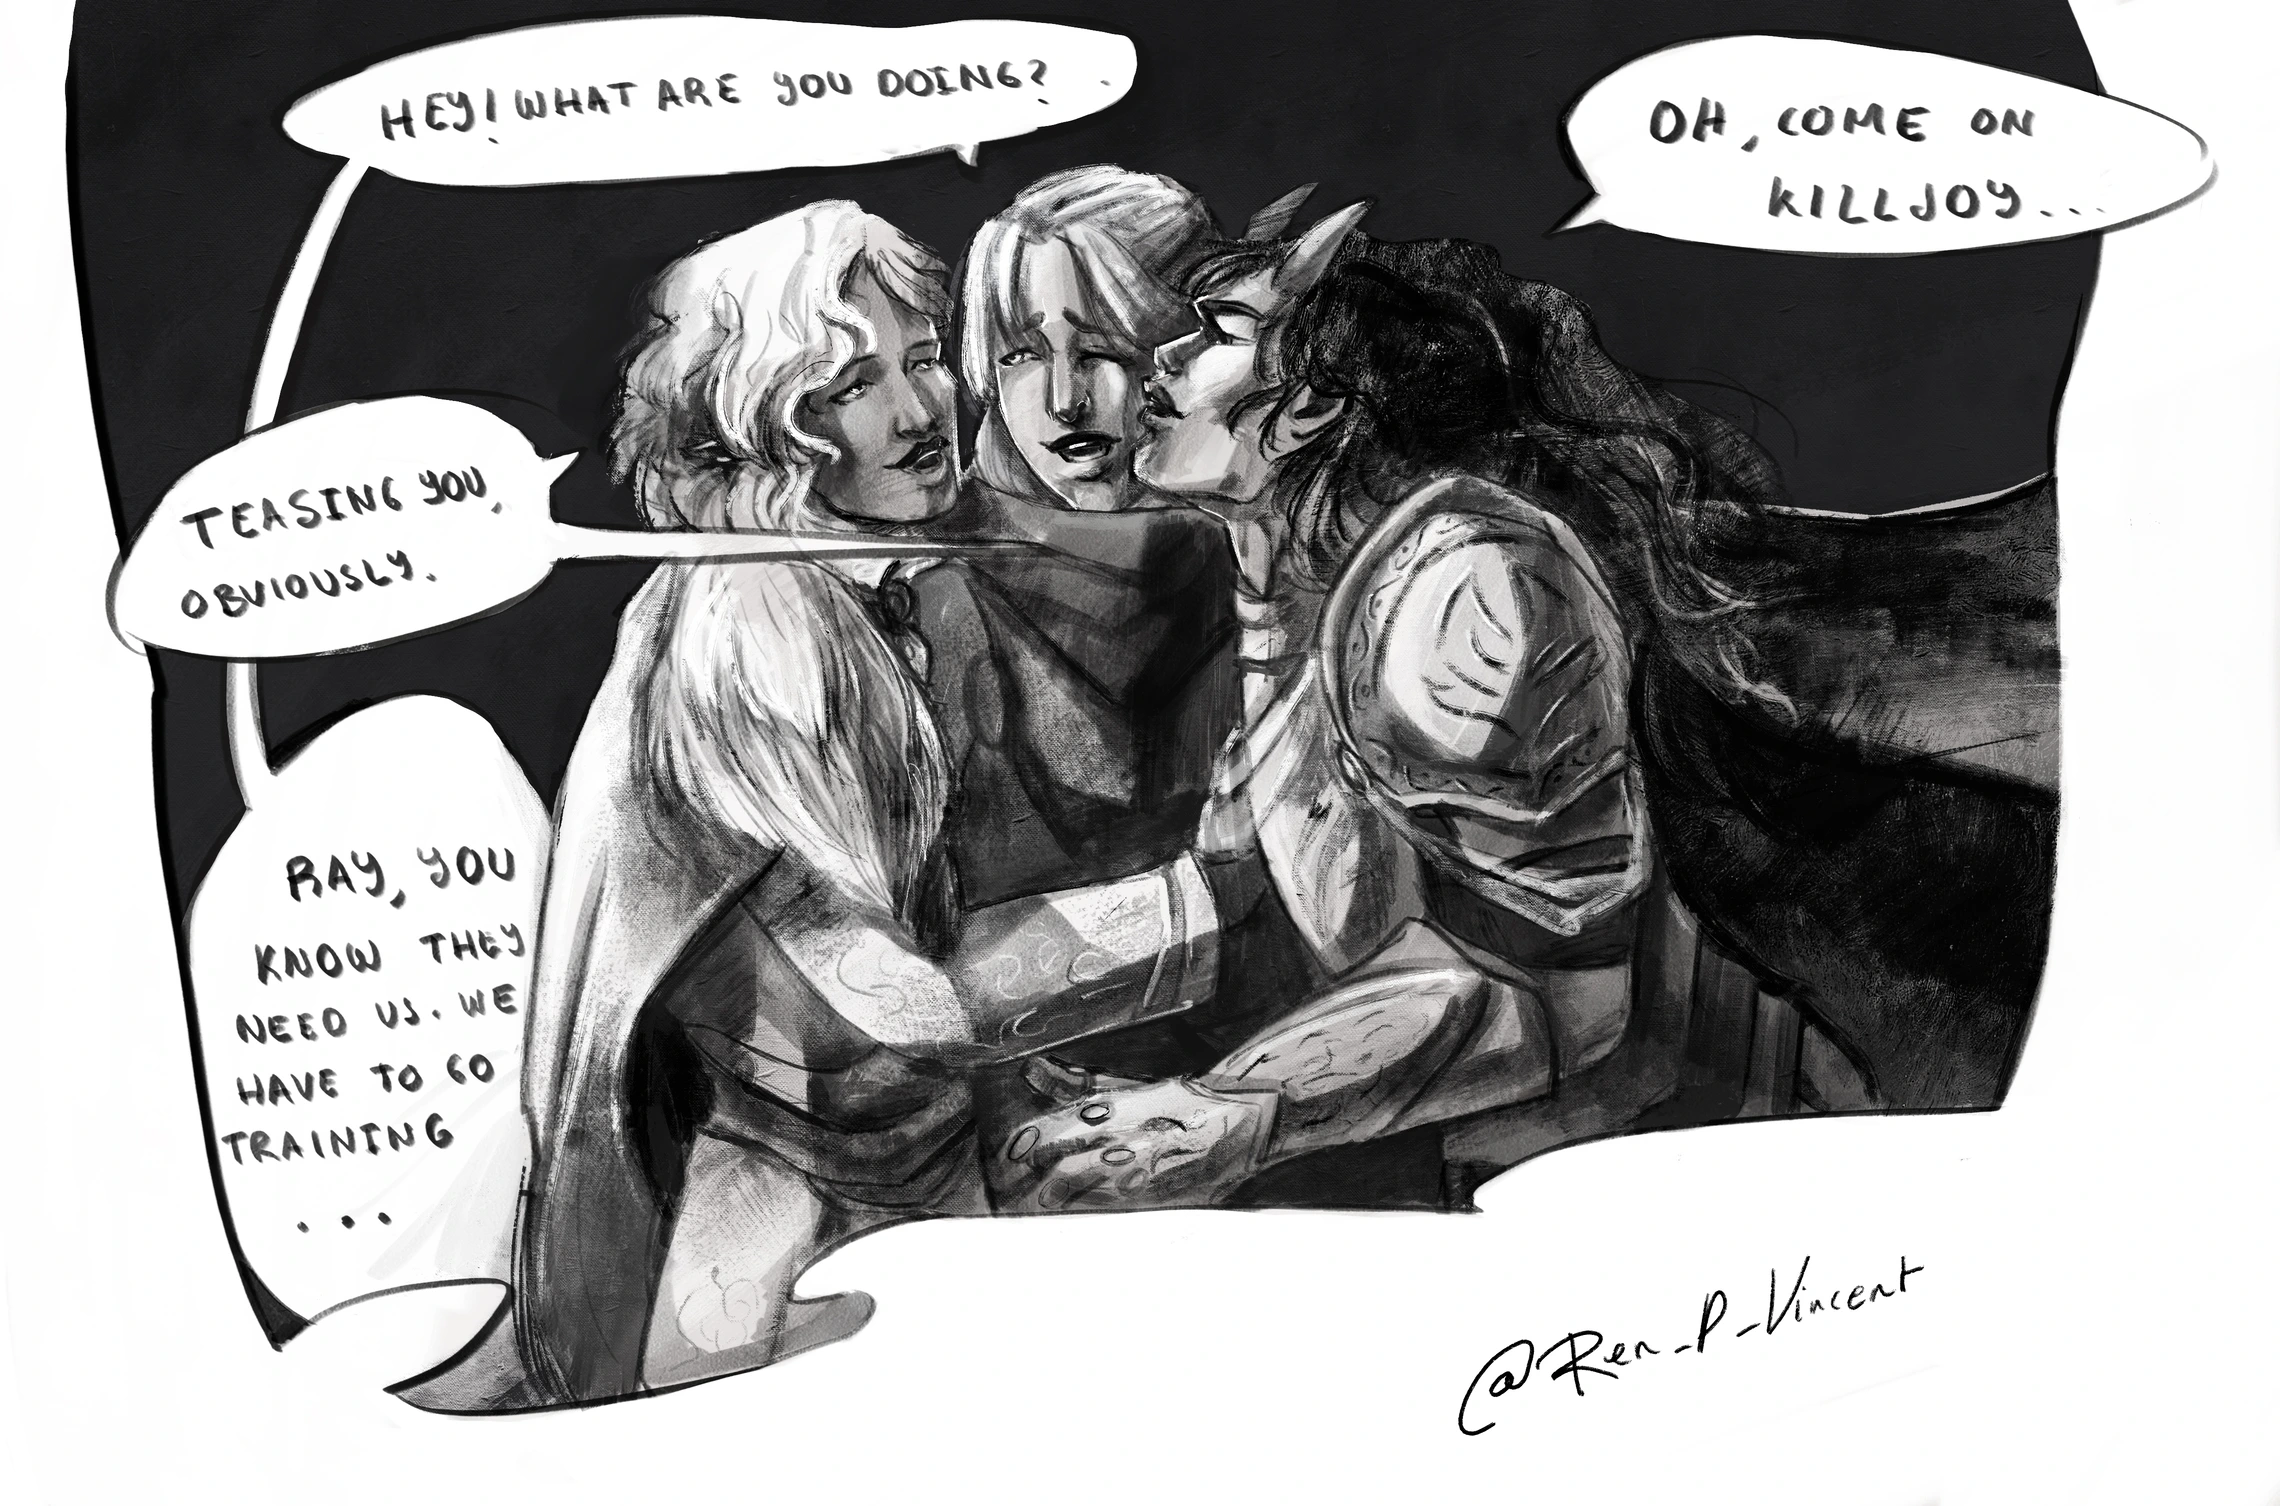 HEY! WHAT ARE YOU DOING?
OH, COME ON
KILLJOY...
TEASING YOU,
OBVIOUSLY.
RAY, YOU
KNOW THEY
NEED US. WE
HAVE TO GO
TRAINING
...
@Ren_P_Vincent